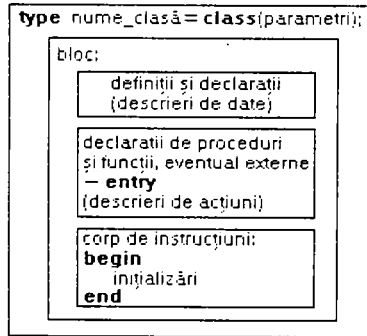 type nume_clasă = class(parametri);
bloc:
definiții și declarații
(descrieri de date)
declarații de proceduri
și funcții, eventual externe
— entry
(descrieri de acțiuni)
corp de instrucțiuni:
begin
inițializări
end